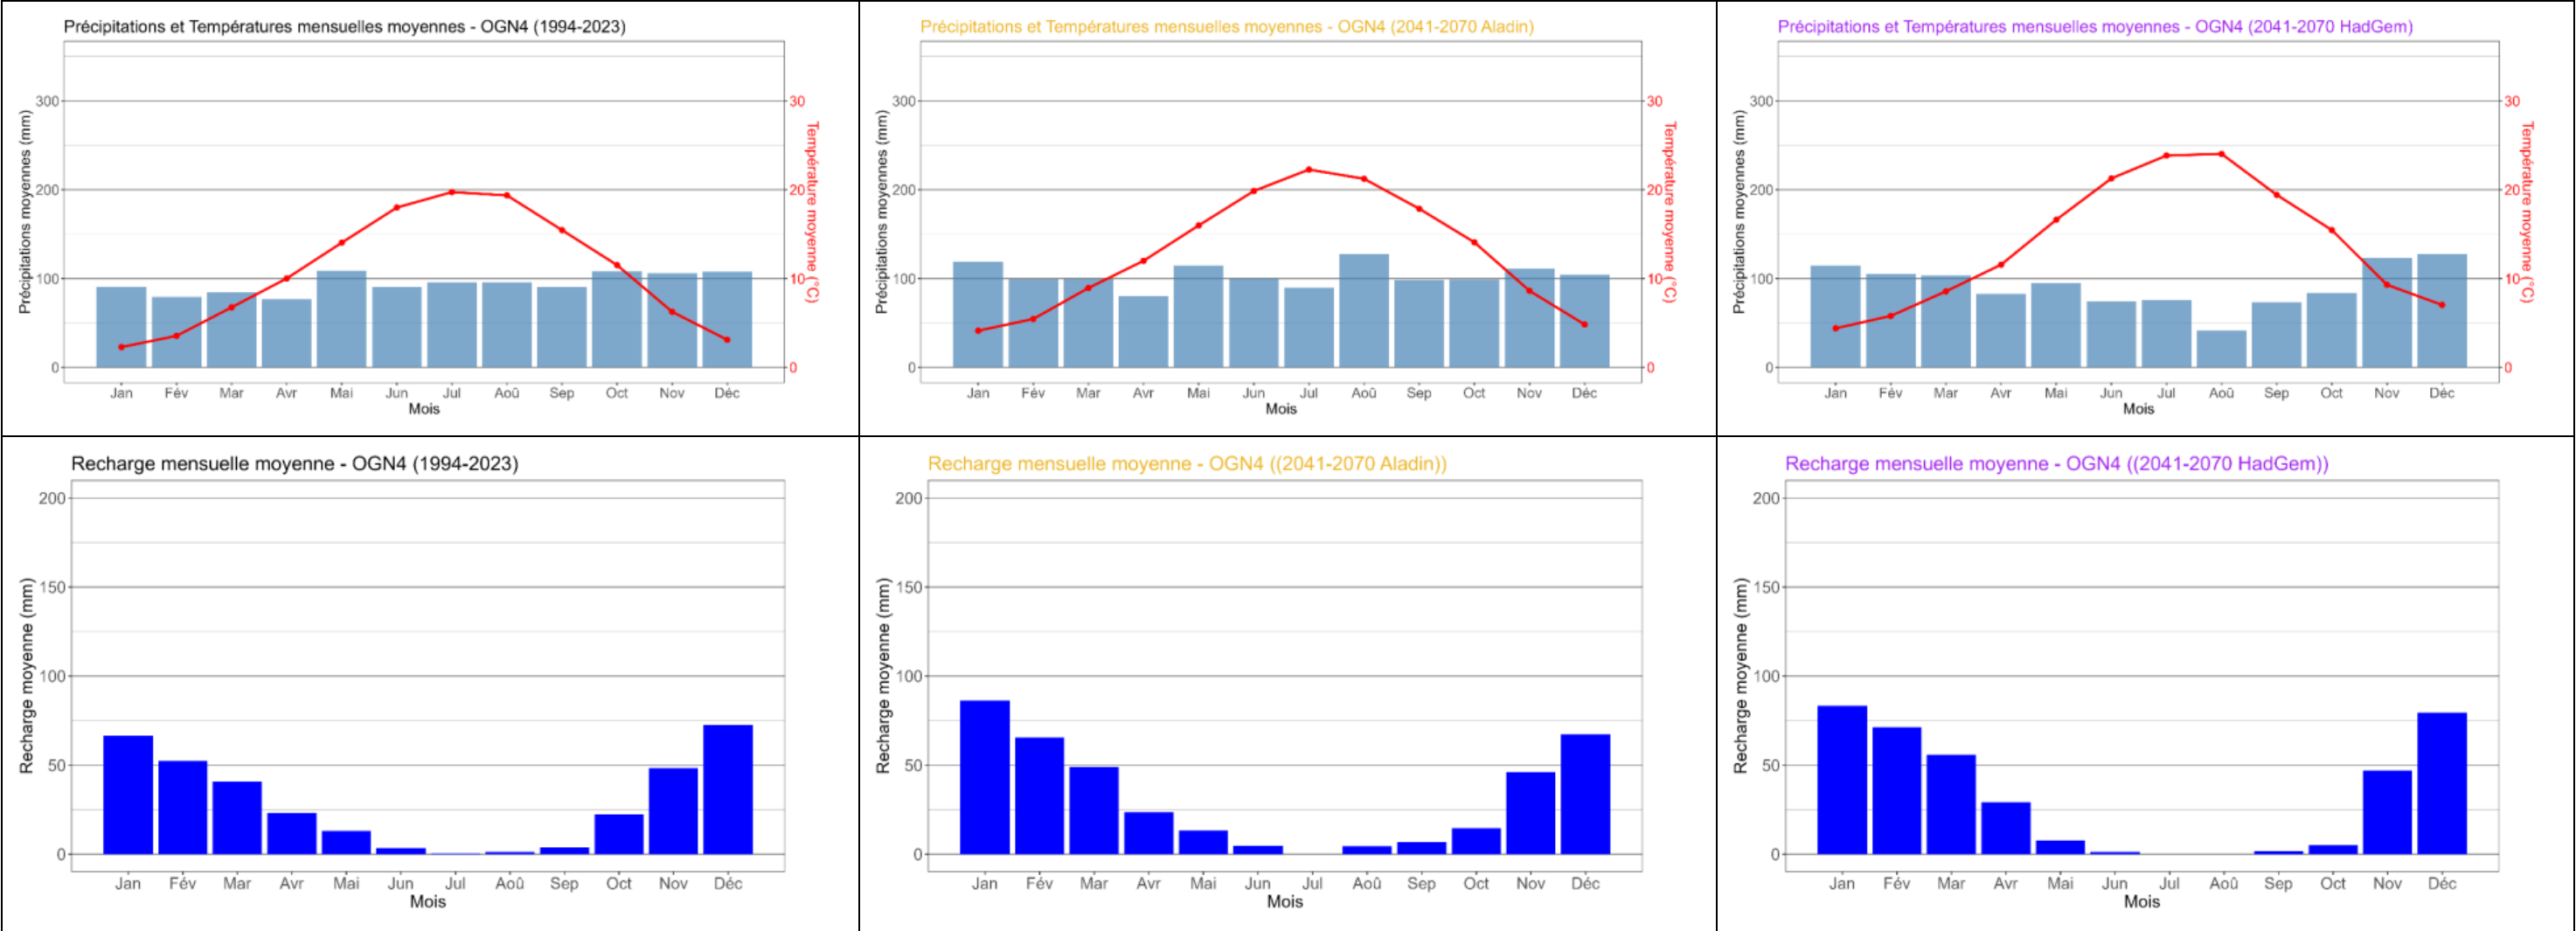 Précipitations et Températures mensuelles moyennes - OGN4 (1994-2023)
Précipitations moyennes (mm)
300
200
100
0
30
20
10
0
Température moyenne (°C)
Jan Fév Mar Avr Mai Jun Jul Aoû Sep Oct Nov Déc
Mois
Précipitations et Températures mensuelles moyennes - OGN4 (2041-2070 Aladin)
Précipitations moyennes (mm)
300
200
100
0
30
20
10
0
Température moyenne (°C)
Jan Fév Mar Avr Mai Jun Jul Aoû Sep Oct Nov Déc
Mois
Précipitations et Températures mensuelles moyennes - OGN4 (2041-2070 HadGem)
Précipitations moyennes (mm)
300
200
100
0
30
20
10
0
Température moyenne (°C)
Jan Fév Mar Avr Mai Jun Jul Aoû Sep Oct Nov Déc
Mois
Recharge mensuelle moyenne - OGN4 (1994-2023)
Recharge moyenne (mm)
200
150
100
50
0
Jan Fév Mar Avr Mai Jun Jul Aoû Sep Oct Nov Déc
Mois
Recharge mensuelle moyenne - OGN4 ((2041-2070 Aladin))
Recharge moyenne (mm)
200
150
100
50
0
Jan Fév Mar Avr Mai Jun Jul Aoû Sep Oct Nov Déc
Mois
Recharge mensuelle moyenne - OGN4 ((2041-2070 HadGem))
Recharge moyenne (mm)
200
150
100
50
0
Jan Fév Mar Avr Mai Jun Jul Aoû Sep Oct Nov Déc
Mois